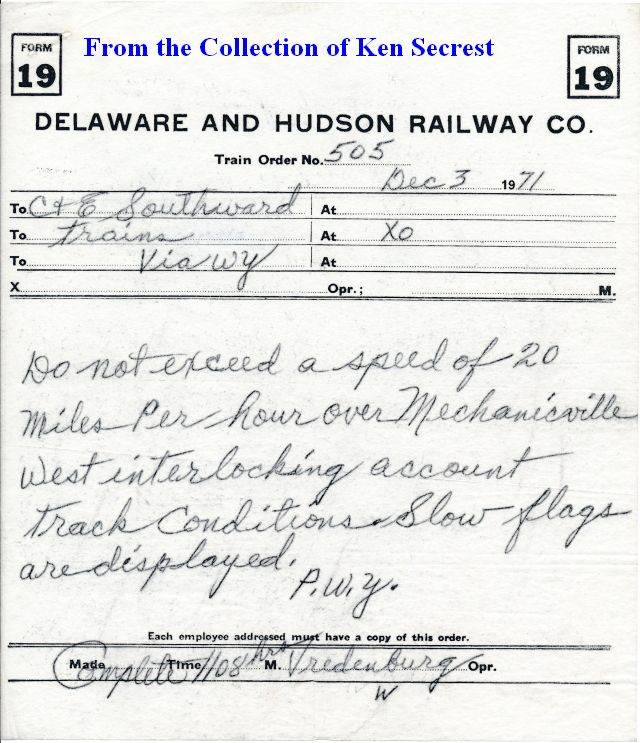 From the Collection of Ken Secrest
FORM 19
FORM 19
DELAWARE AND HUDSON RAILWAY CO.
Train Order No. 505
Dec 3 1971
To C+E Southward At
To Trains At XO
To Via WY At
X Opr.; M.
Do not exceed a speed of 20
Miles Per hour over Mechanicville
West interlocking account
Track Conditions. Slow flags
are displayed.
P.W.Y.
Each employee addressed must have a copy of this order.
Made Complete Time 1108 hrs M. Vredenburg Opr.
W